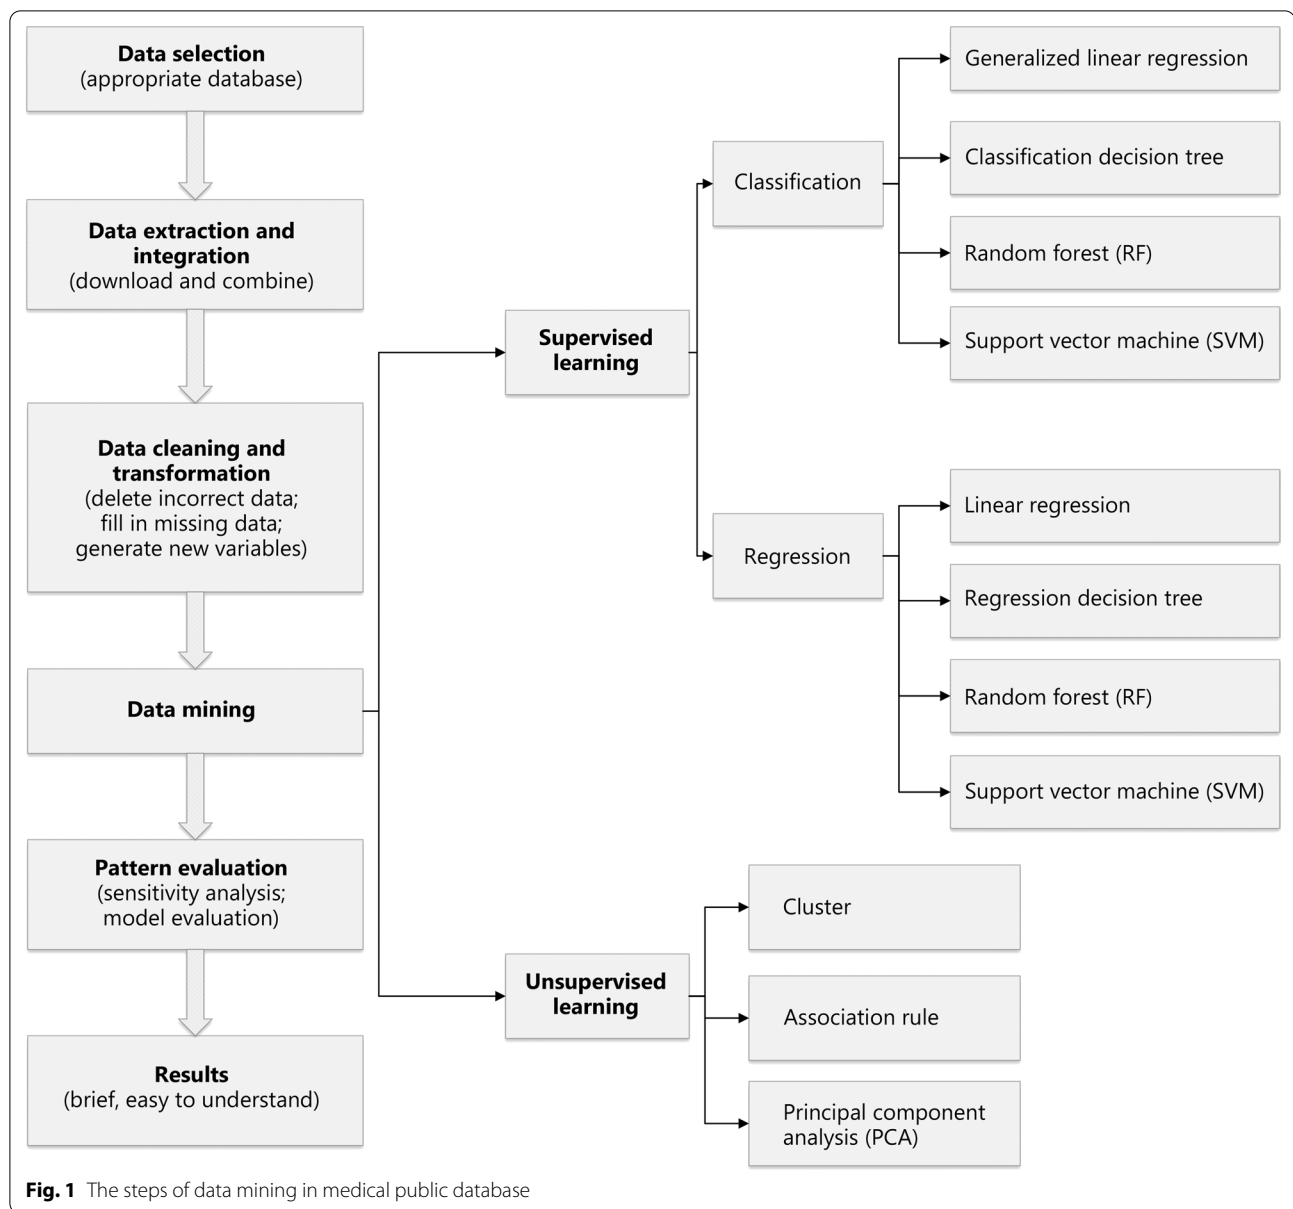 Data selection
(appropriate database)
Data extraction and
integration
(download and combine)
Data cleaning and
transformation
(delete incorrect data;
fill in missing data;
generate new variables)
Data mining
Pattern evaluation
(sensitivity analysis;
model evaluation)
Results
(brief, easy to understand)
Supervised
learning
Classification
Generalized linear regression
Classification decision tree
Random forest (RF)
Support vector machine (SVM)
Regression
Linear regression
Regression decision tree
Random forest (RF)
Support vector machine (SVM)
Unsupervised
learning
Cluster
Association rule
Principal component
analysis (PCA)
Fig. 1 The steps of data mining in medical public database